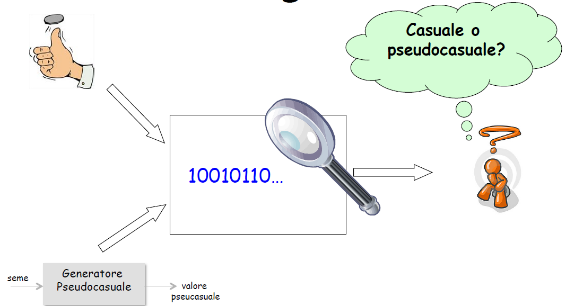 Casuale o
pseudocasuale?
10010110...
seme
Generatore
Pseudocasuale
valore
pseucasuale